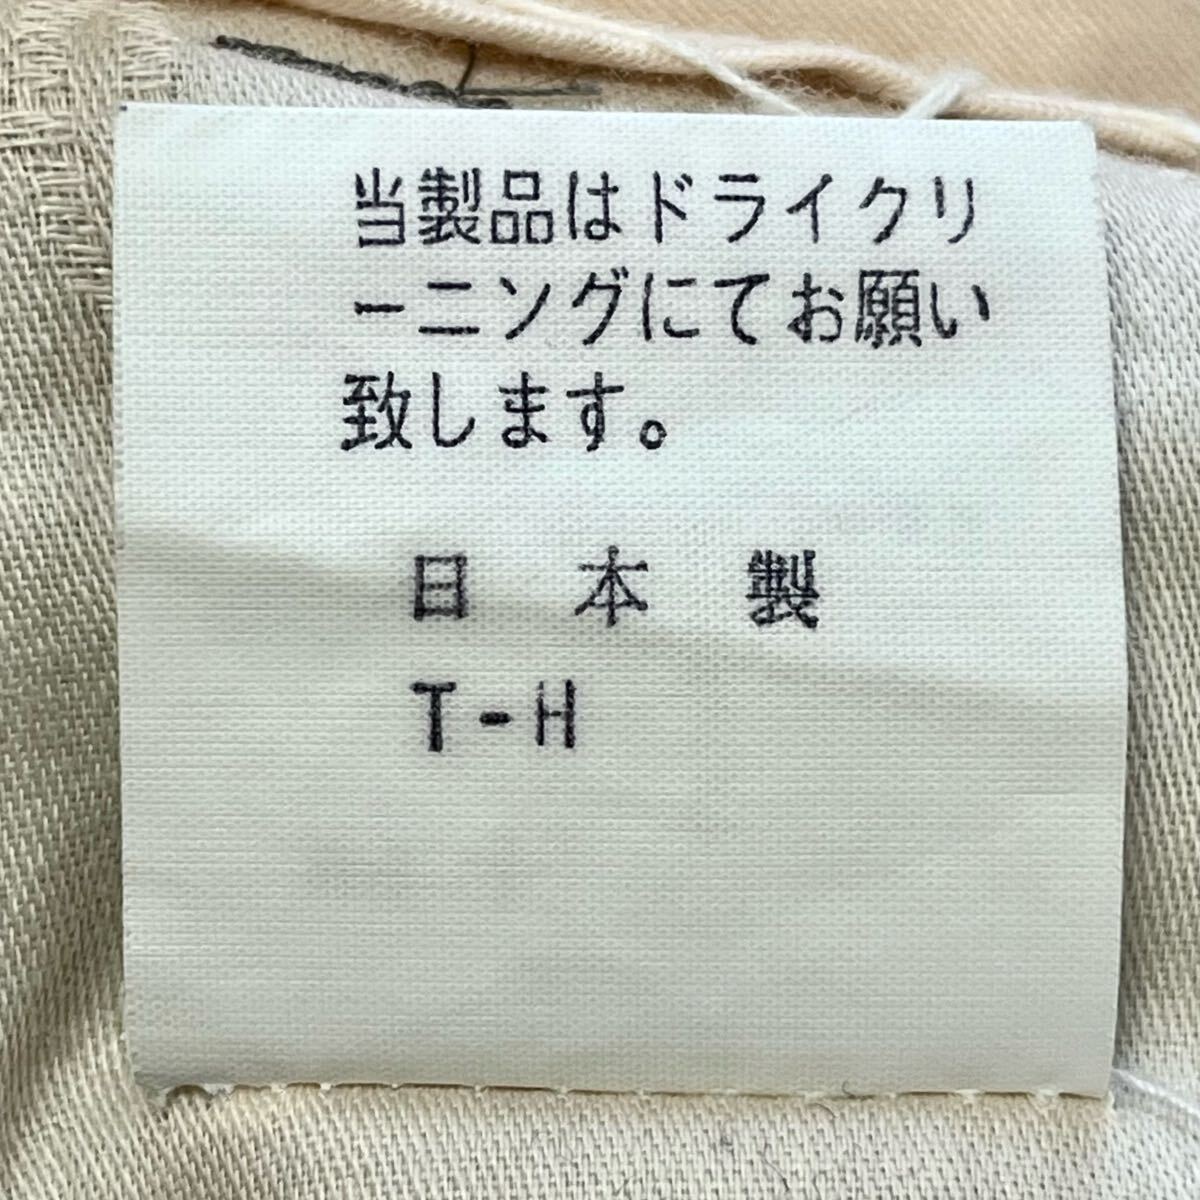 当製品はドライクリ
ーニングにてお願い
致します。
日 本 製
T-H